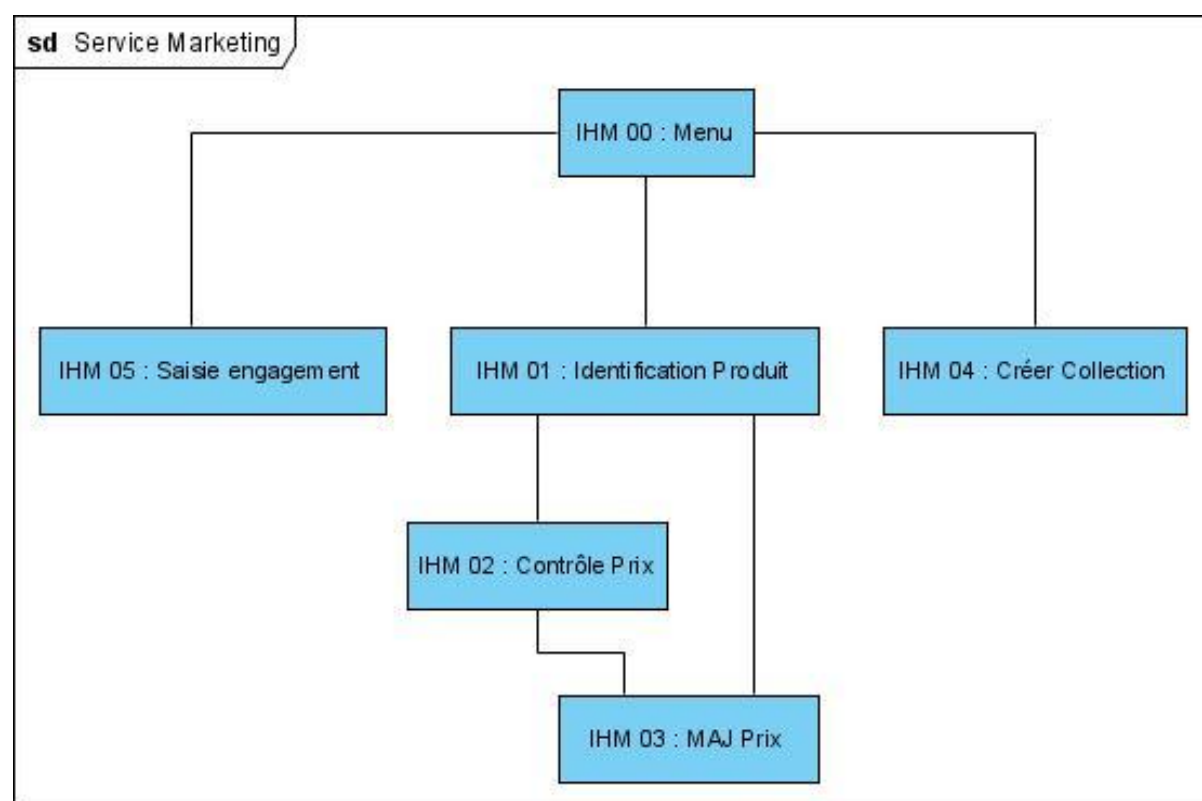 sd Service Marketing
IHM 00 : Menu
IHM 05 : Saisie engagement
IHM 01 : Identification Produit
IHM 04 : Créer Collection
IHM 02 : Contrôle Prix
IHM 03 : MAJ Prix